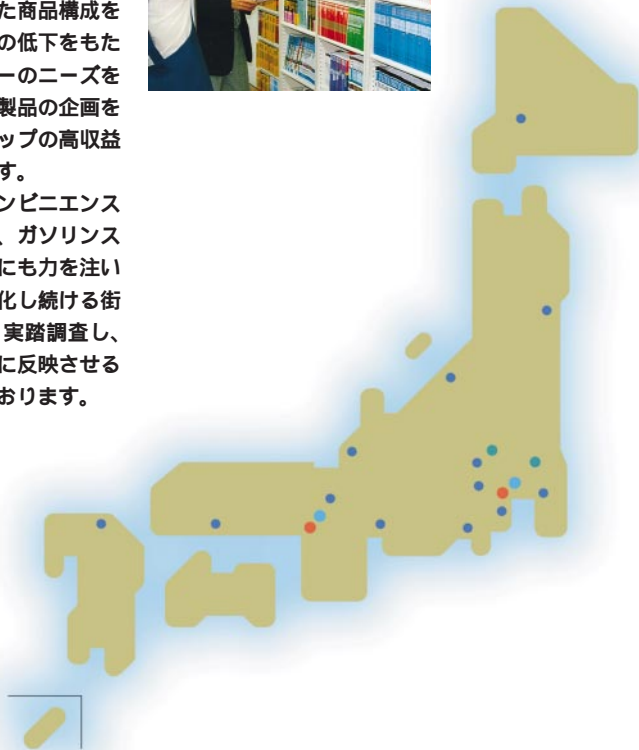 た商品構成を
の低下をもた
ーのニーズを
製品の企画を
ップの高収益
す。
ンビニエンス
、ガソリンス
にも力を注い
化し続ける街
実踏調査し、
に反映させる
おります。